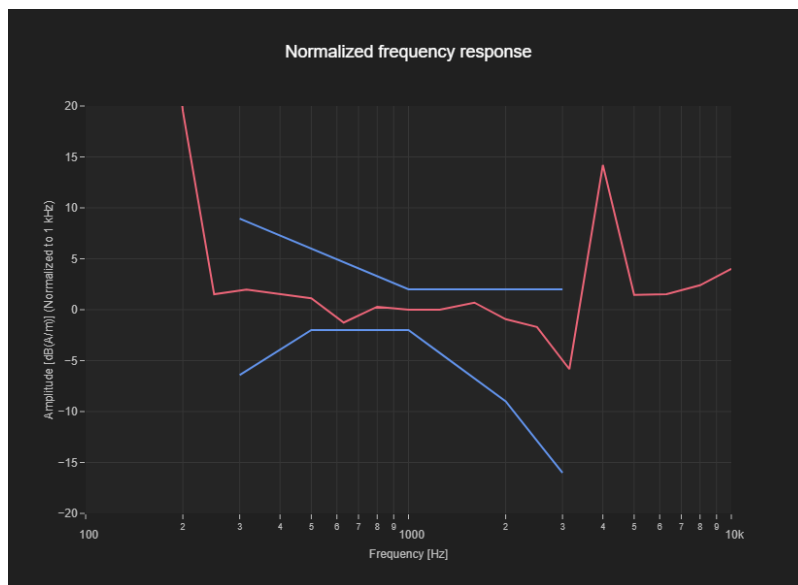 Normalized frequency response
Amplitude [dB(A/m)] (Normalized to 1 kHz)
20
15
10
5
0
−5
−10
−15
−20
100 2 3 4 5 6 7 8 9 1000 2 3 4 5 6 7 8 9 10k
Frequency [Hz]